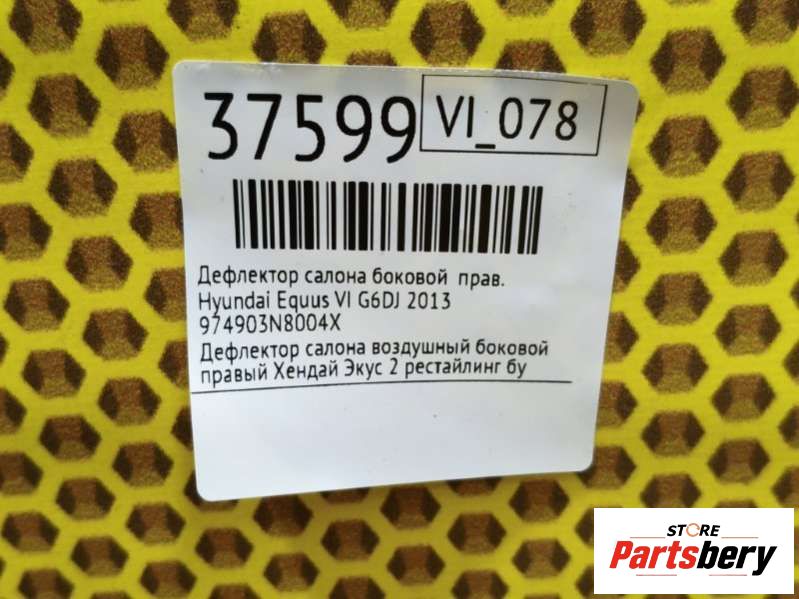 37599
VI_078
Дефлектор салона боковой прав.
Hyundai Equus VI G6DJ 2013
974903N8004X
Дефлектор салона воздушный боковой
правый Хендай Экус 2 рестайлинг бу
STORE
Partsbery